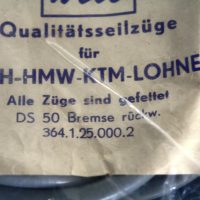 Qualitätsseilzüge
für
H-HMW-KTM-LOHNE
Alle Züge sind gefettet
DS 50 Bremse rückw.
364.1.25.000.2